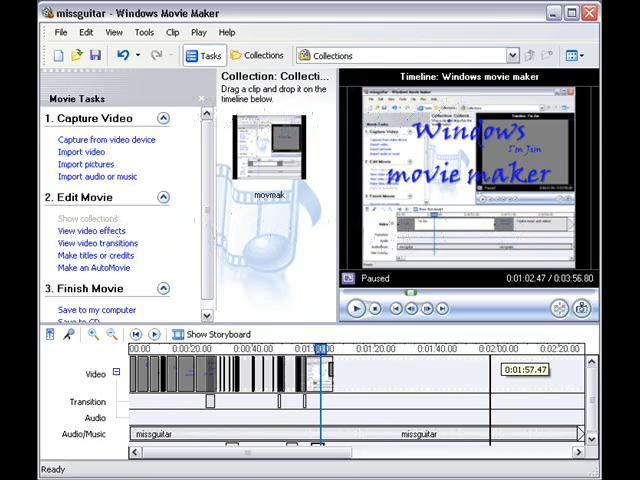 missguitar - Windows Movie Maker
File Edit View Tools Clip Play Help
Tasks Collections Collections
Movie Tasks
1. Capture Video
Capture from video device
Import video
Import pictures
Import audio or music
2. Edit Movie
Show collections
View video effects
View video transitions
Make titles or credits
Make an AutoMovie
3. Finish Movie
Save to my computer
Save to CD
Collection: Collecti...
Drag a clip and drop it on the
timeline below.
movmak
Timeline: Windows movie maker
Windows
I'm Jim
movie maker
Paused 0:01:02.47 / 0:03:56.80
Show Storyboard
00.00 0:00:20.00 0:00:40.00 0:01:20.00 0:01:40.00 0:02:00.00 0:02:20.00
Video
0:01:57.47
Transition
Audio
Audio/Music missguitar missguitar
Ready